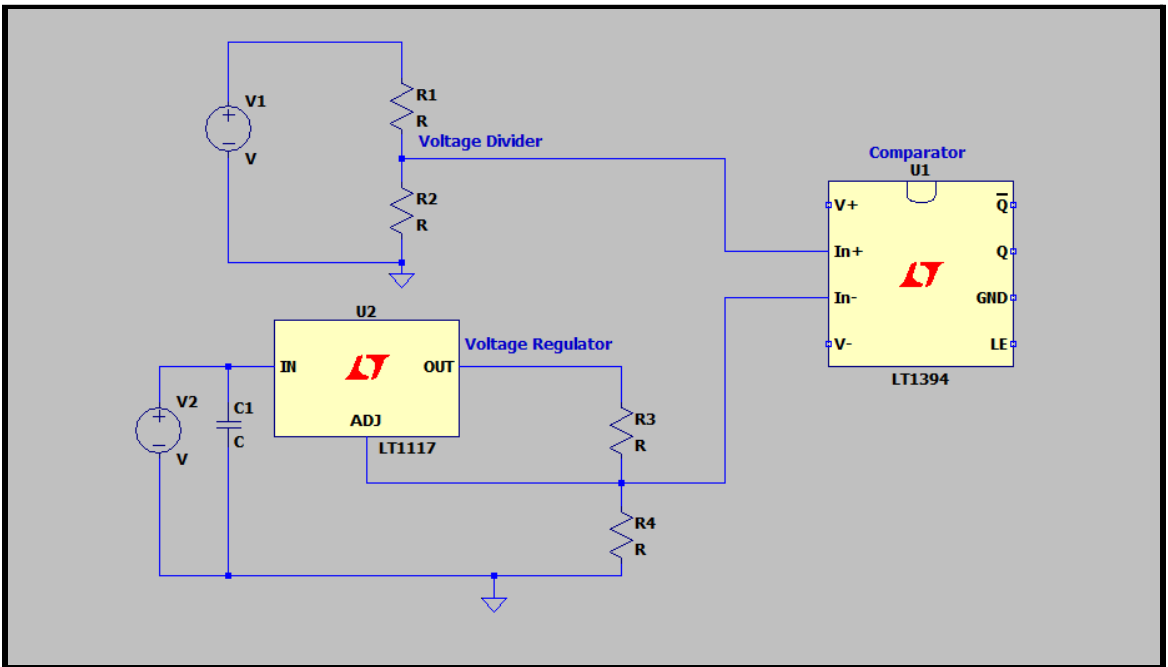 V1
V
R1
R
Voltage Divider
R2
R
Comparator
U1
V+
Q̅
In+
Q
In-
GND
V-
LE
LT1394
U2
Voltage Regulator
IN
OUT
ADJ
LT1117
V2
V
C1
C
R3
R
R4
R